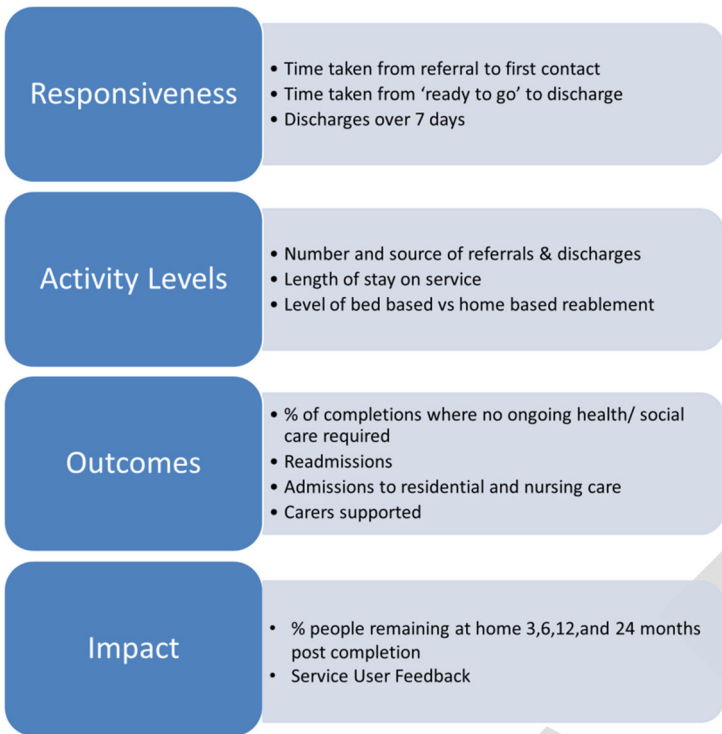 Responsiveness
• Time taken from referral to first contact
• Time taken from ‘ready to go’ to discharge
• Discharges over 7 days
Activity Levels
• Number and source of referrals & discharges
• Length of stay on service
• Level of bed based vs home based reablement
Outcomes
• % of completions where no ongoing health/ social
care required
• Readmissions
• Admissions to residential and nursing care
• Carers supported
Impact
• % people remaining at home 3,6,12,and 24 months
post completion
• Service User Feedback